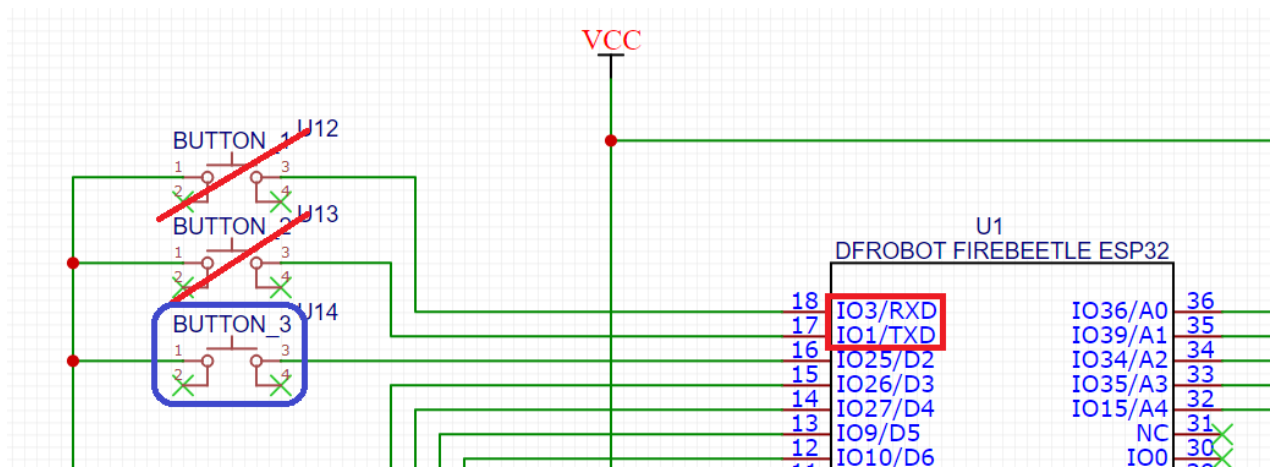 VCC
BUTTON_1 U12
1 3
2 4
BUTTON_2 U13
1 3
2 4
BUTTON_3 U14
1 3
2 4
U1
DFROBOT FIREBEETLE ESP32
18 IO3/RXD IO36/A0 36
17 IO1/TXD IO39/A1 35
16 IO25/D2 IO34/A2 34
15 IO26/D3 IO35/A3 33
14 IO27/D4 IO15/A4 32
13 IO9/D5 NC 31
12 IO10/D6 IO0 30